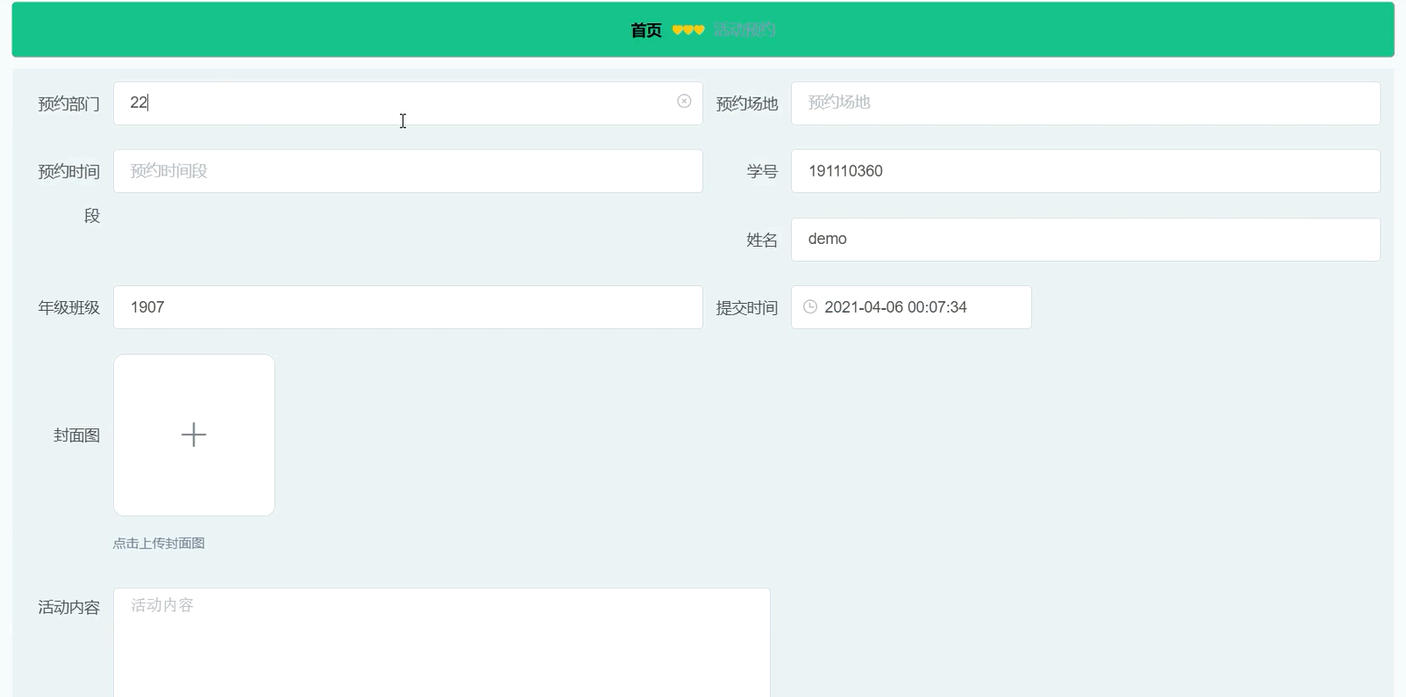 首页 活动预约
预约部门 22 预约场地 预约场地
预约时间段 预约时间段 学号 191110360
姓名 demo
年级班级 1907 提交时间 2021-04-06 00:07:34
封面图
点击上传封面图
活动内容 活动内容